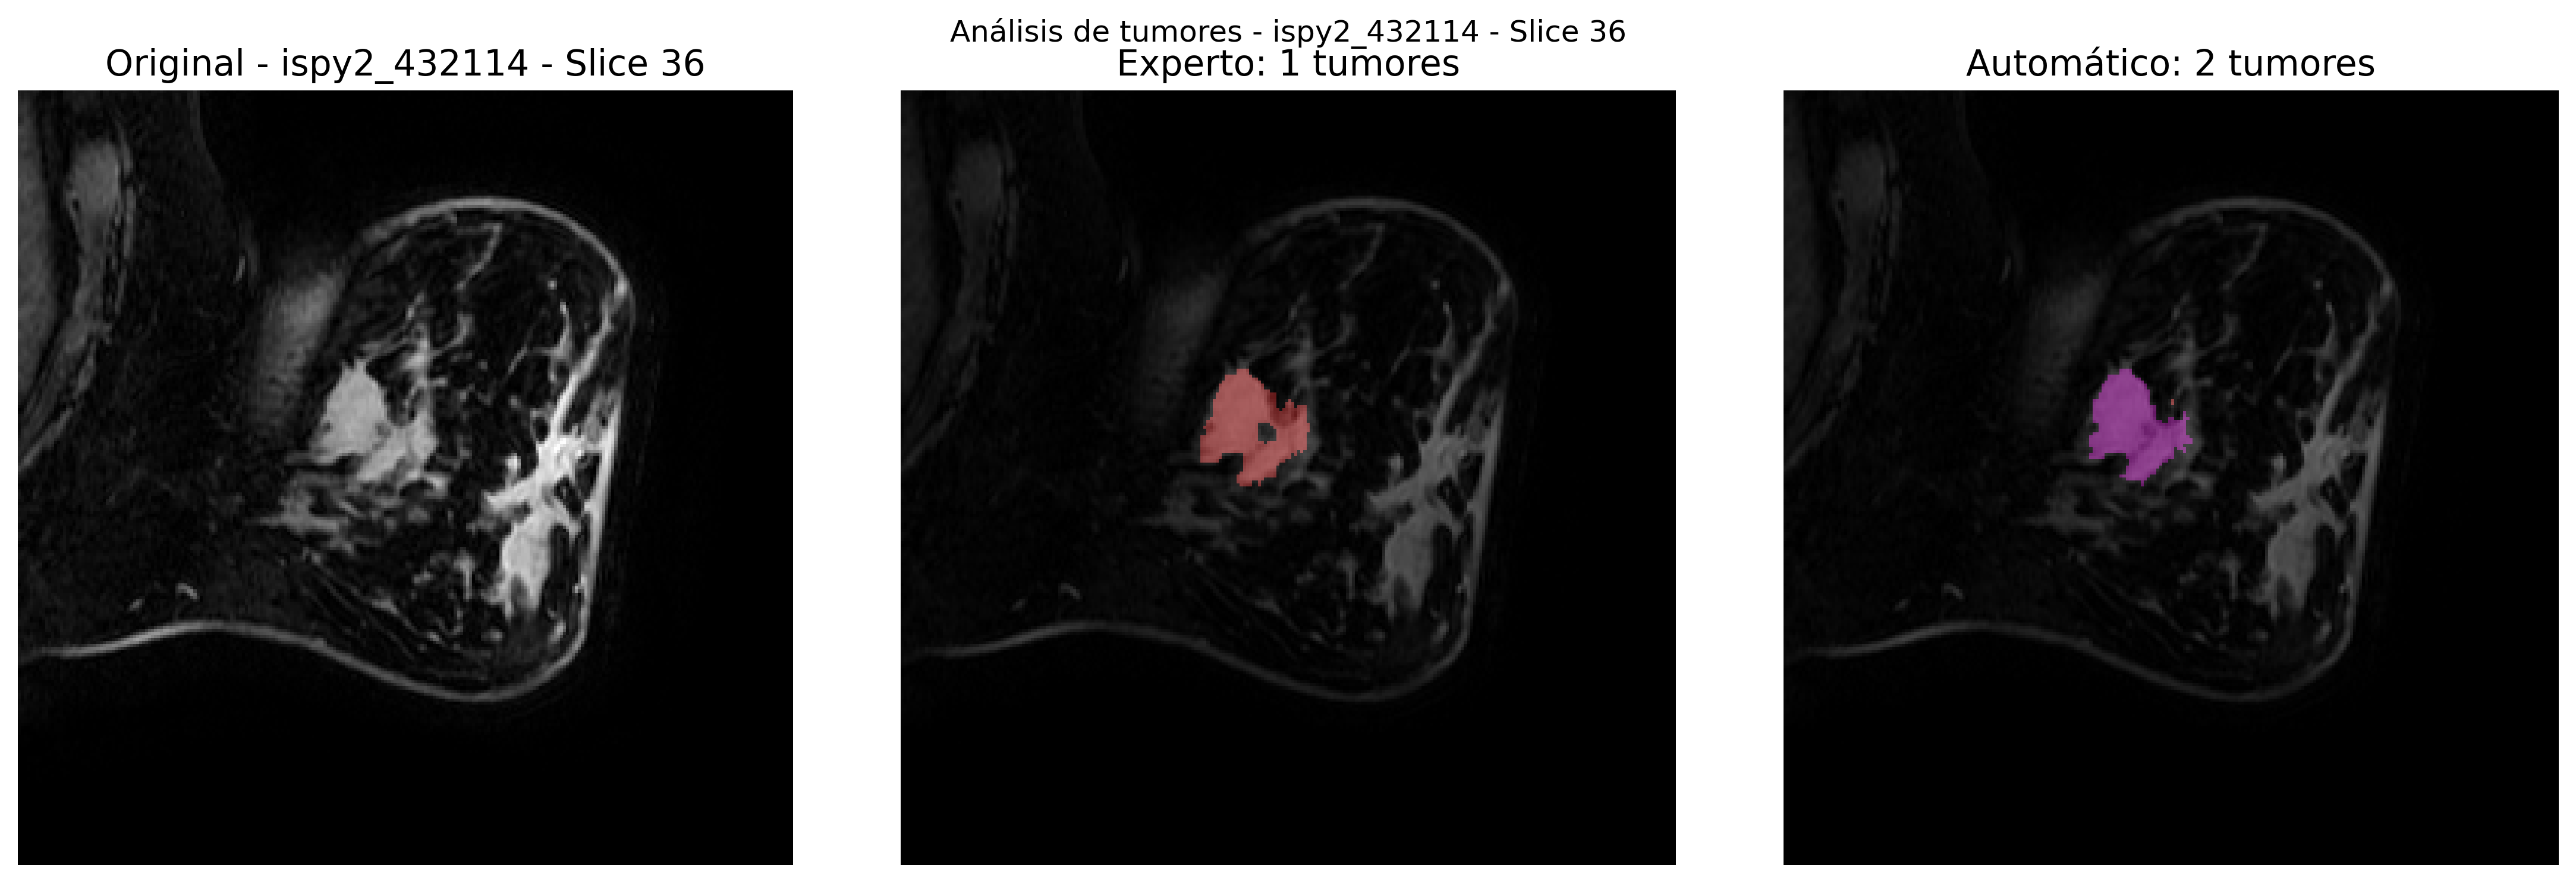 Análisis de tumores - ispy2_432114 - Slice 36
Original - ispy2_432114 - Slice 36
Experto: 1 tumores
Automático: 2 tumores